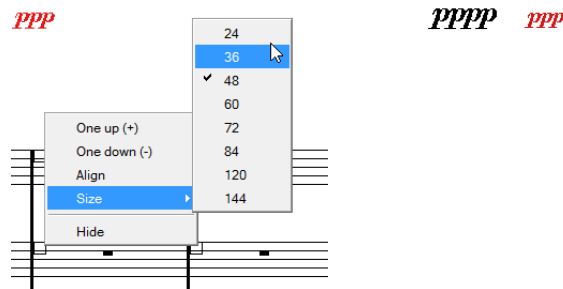 ppp
pppp ppp
24
36
48
60
72
84
120
144
One up (+)
One down (-)
Align
Size
Hide